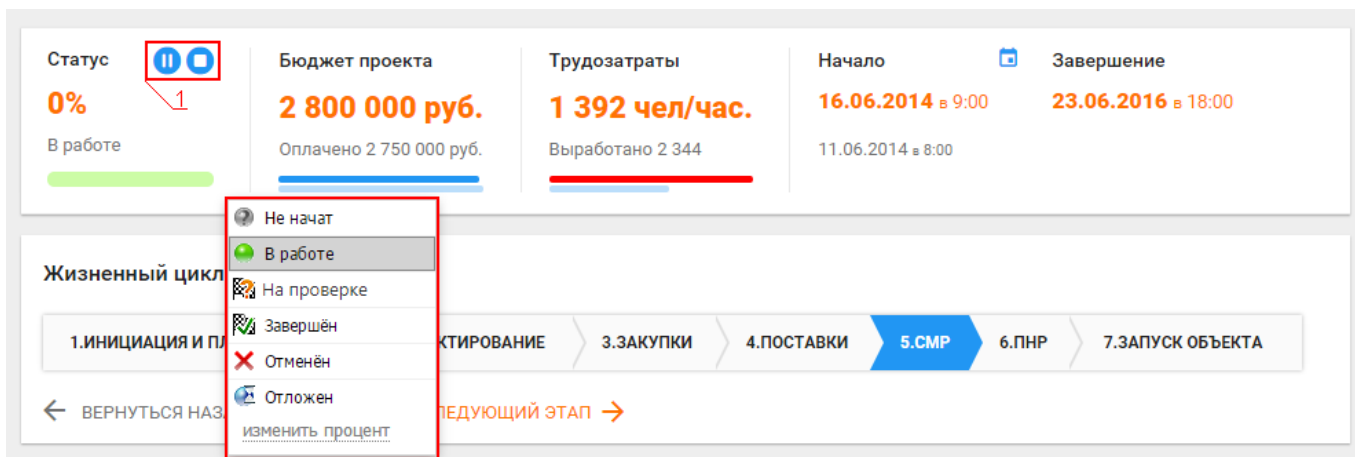 Статус
1
0%
В работе
Бюджет проекта
2 800 000 руб.
Оплачено 2 750 000 руб.
Трудозатраты
1 392 чел/час.
Выработано 2 344
Начало
16.06.2014 в 9:00
11.06.2014 в 8:00
Завершение
23.06.2016 в 18:00
Не начат
В работе
На проверке
Завершён
Отменён
Отложен
изменить процент
Жизненный цикл
1.ИНИЦИАЦИЯ И ПЛ
КТИРОВАНИЕ
3.ЗАКУПКИ
4.ПОСТАВКИ
5.СМР
6.ПНР
7.ЗАПУСК ОБЪЕКТА
ВЕРНУТЬСЯ НАЗА
ЛЕДУЮЩИЙ ЭТАП